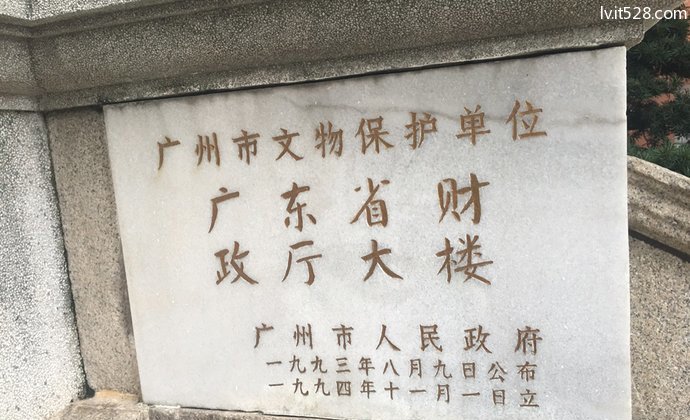 lvit528.com
广州市文物保护单位
广东省财
政厅大楼
广州市人民政府
一九九三年八月九日公布
一九九四年十一月一日立